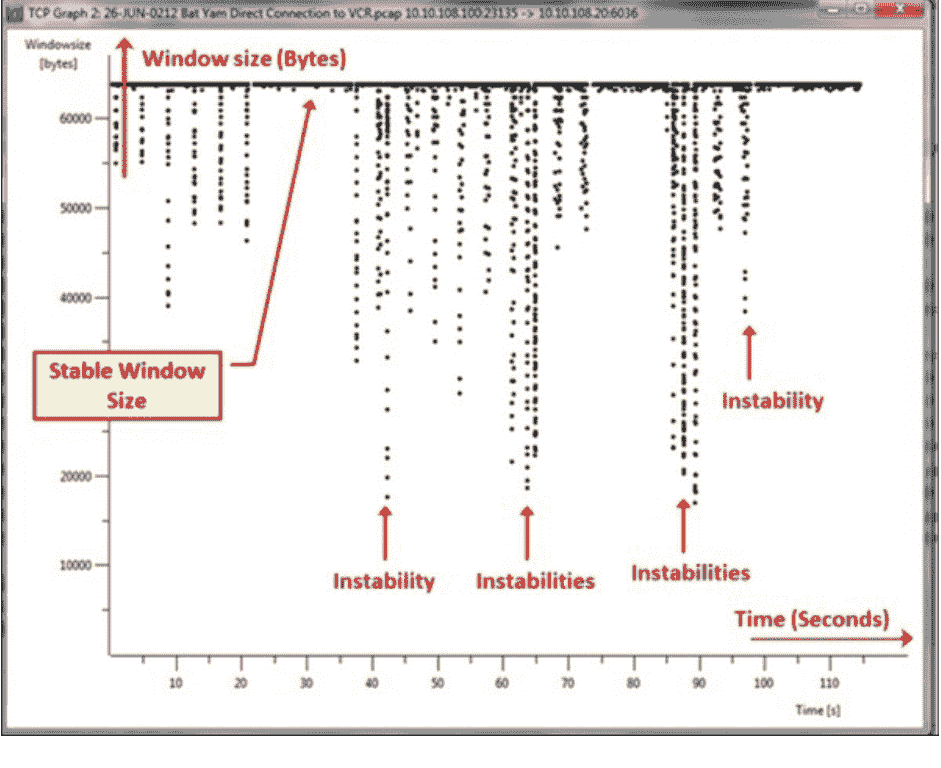 TCP Graph 2: 26-JUN-0212 Bat Yam Direct Connection to VCR.pcap 10.10.108.100:23135 -> 10.10.108.20:6036
Windowsize
[bytes]
Window size (Bytes)
60000
50000
40000
Stable Window
Size
Instability
20000
10000
Instability
Instabilities
Instabilities
Time (Seconds)
10 20 30 40 50 60 70 80 90 100 110
Time [s]